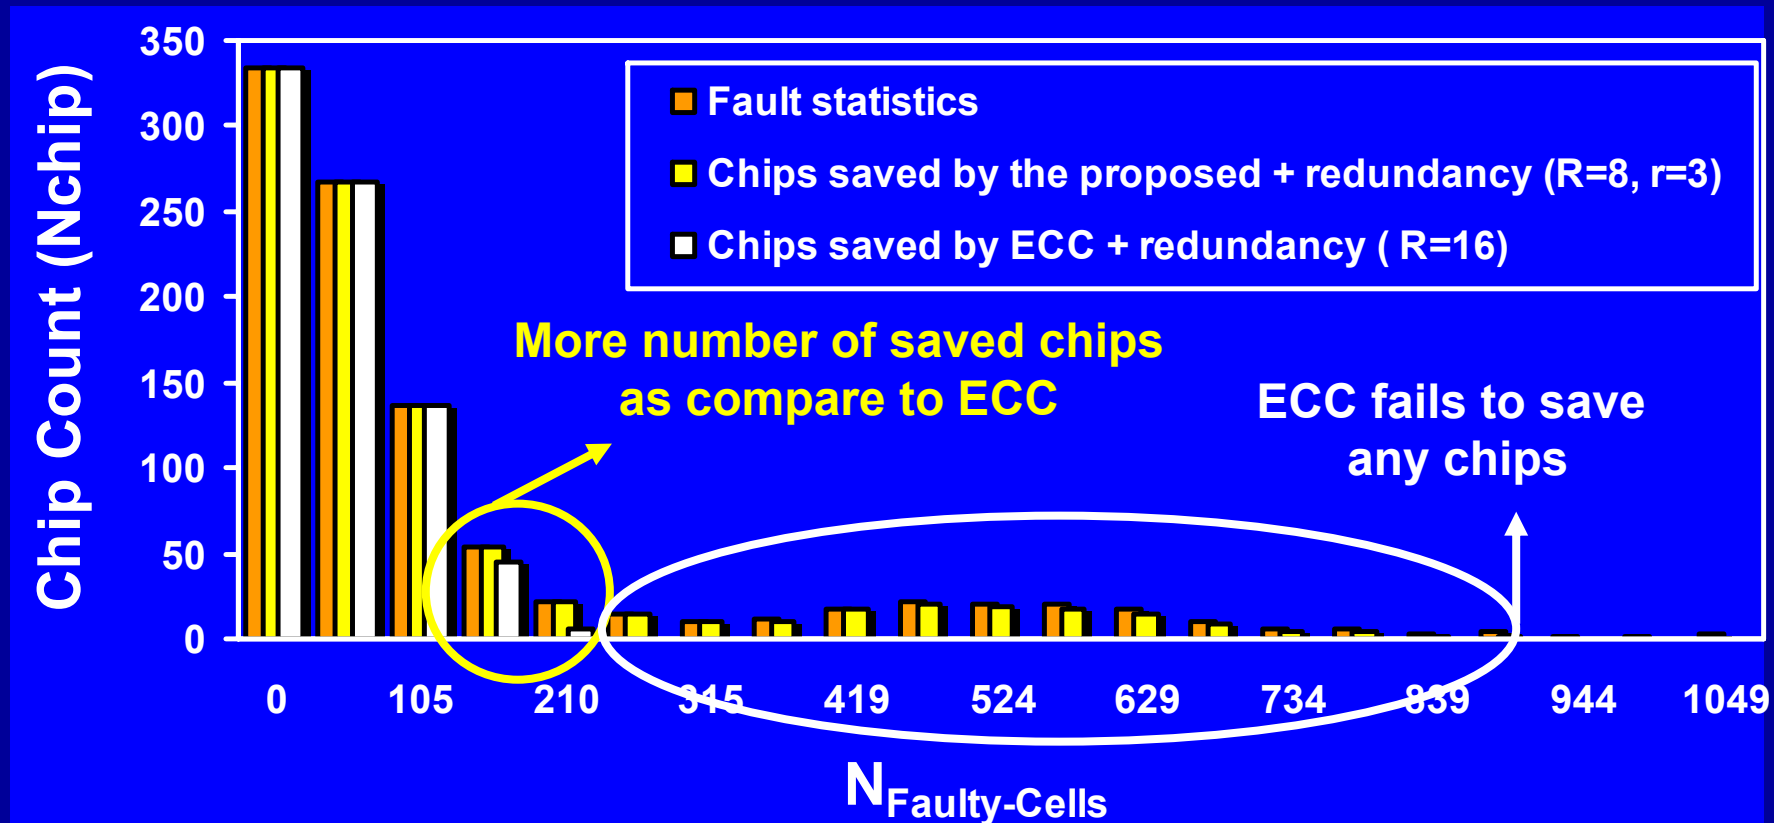 350
300
250
200
150
100
50
0
Chip Count (Nchip)
Fault statistics
Chips saved by the proposed + redundancy (R=8, r=3)
Chips saved by ECC + redundancy ( R=16)
More number of saved chips
as compare to ECC
ECC fails to save
any chips
0 105 210 315 419 524 629 734 839 944 1049
NFaulty-Cells